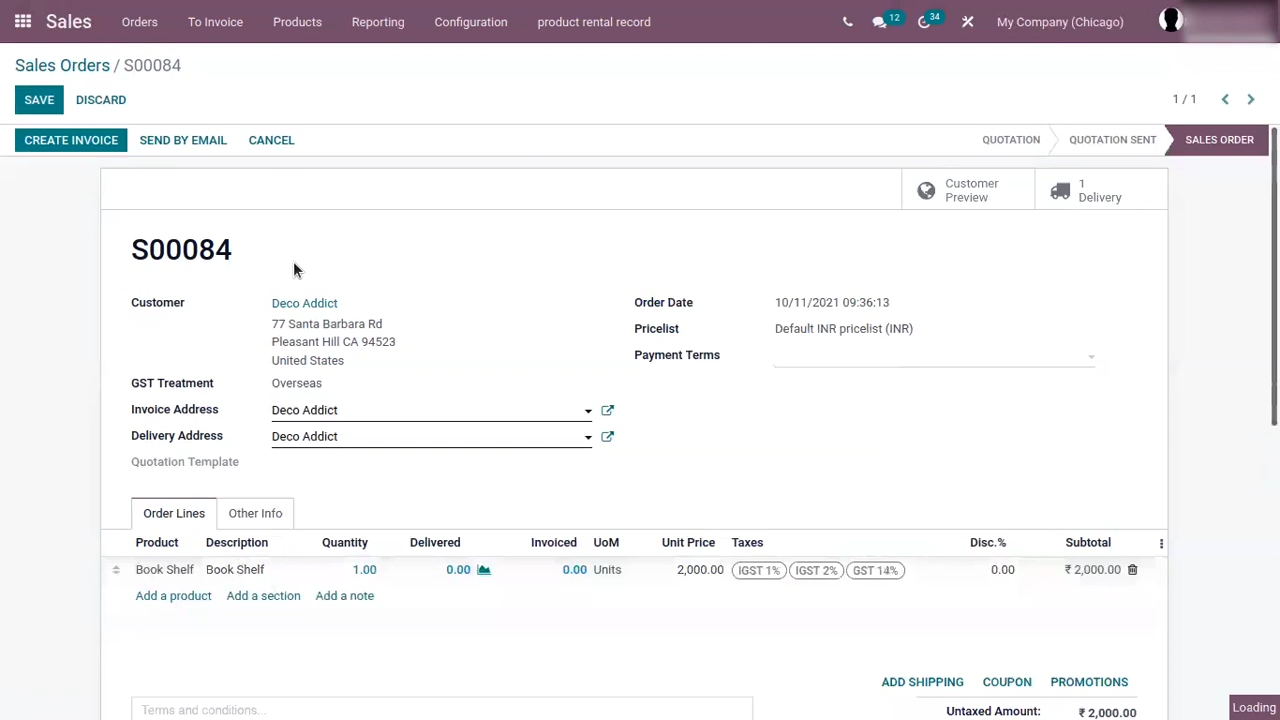 Sales Orders To Invoice Products Reporting Configuration product rental record 12 34 My Company (Chicago)
Sales Orders / S00084
SAVE DISCARD 1 / 1
CREATE INVOICE SEND BY EMAIL CANCEL QUOTATION QUOTATION SENT SALES ORDER
Customer Preview 1 Delivery
S00084
Customer Deco Addict Order Date 10/11/2021 09:36:13
77 Santa Barbara Rd Pricelist Default INR pricelist (INR)
Pleasant Hill CA 94523 Payment Terms
United States
GST Treatment Overseas
Invoice Address Deco Addict
Delivery Address Deco Addict
Quotation Template
Order Lines Other Info
Product Description Quantity Delivered Invoiced UoM Unit Price Taxes Disc.% Subtotal
Book Shelf Book Shelf 1.00 0.00 0.00 Units 2,000.00 IGST 1% IGST 2% GST 14% 0.00 ₹ 2,000.00
Add a product Add a section Add a note
ADD SHIPPING COUPON PROMOTIONS
Terms and conditions... Untaxed Amount: ₹ 2,000.00
Loading